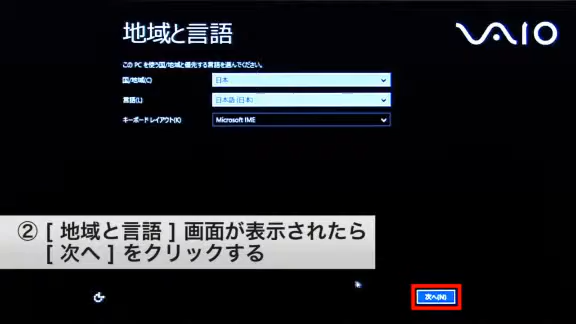 地域と言語
VAIO
この PC を使う国/地域と優先する言語を選んでください。
国/地域(C)
日本
言語(L)
日本語 (日本)
キーボード レイアウト(K)
Microsoft IME
② [ 地域と言語 ] 画面が表示されたら
[ 次へ ] をクリックする
次へ(N)